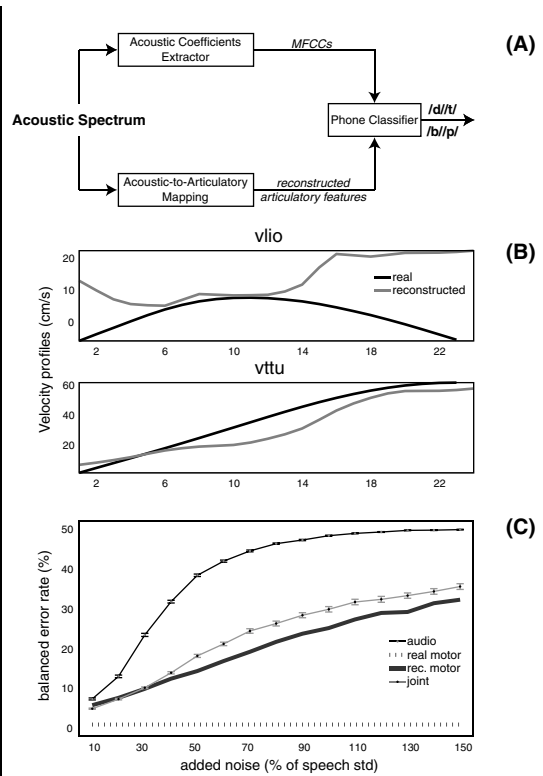 (A)
Acoustic Coefficients
Extractor
MFCCs
Acoustic Spectrum
Phone Classifier
/d//t/
/b//p/
Acoustic-to-Articulatory
Mapping
reconstructed
articulatory features
(B)
vlio
20
10
0
real
reconstructed
2 6 10 14 18 22
Velocity profiles (cm/s)
vttu
60
40
20
2 6 10 14 18 22
(C)
50
40
30
20
10
0
balanced error rate (%)
audio
real motor
rec. motor
joint
10 30 50 70 90 110 130 150
added noise (% of speech std)